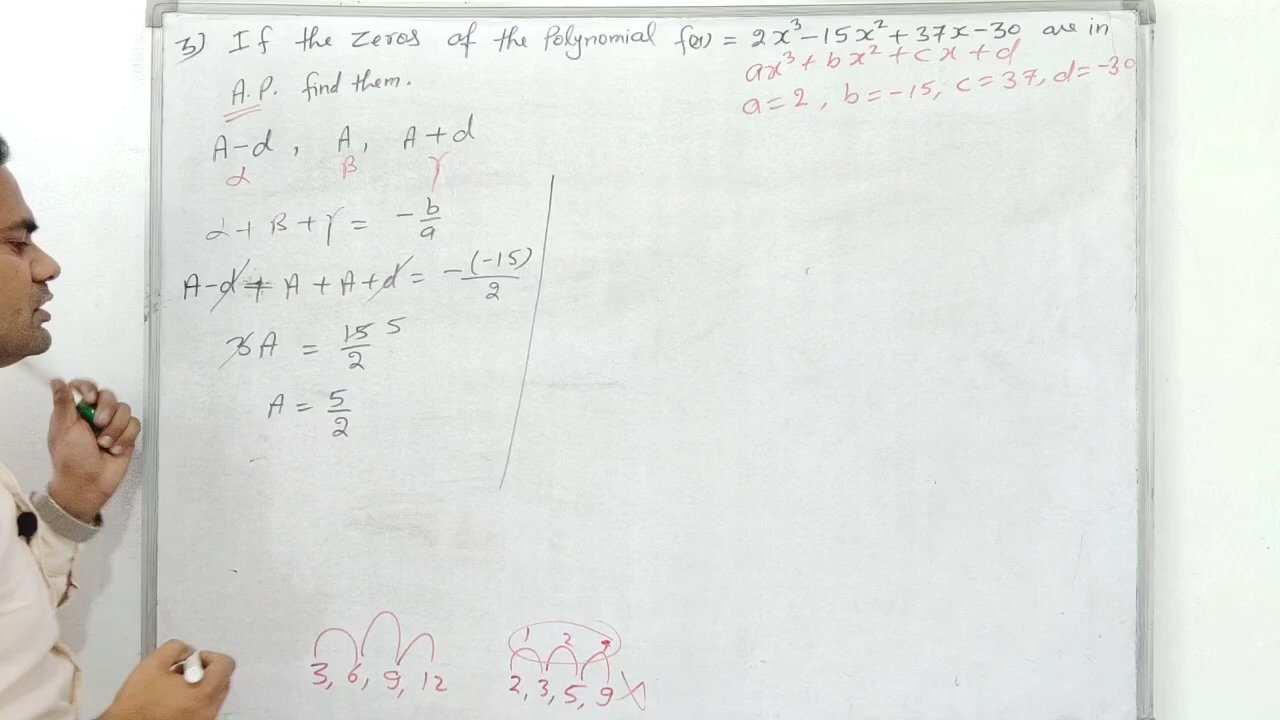 3) If the zeros of the Polynomial f(x) = 2x³-15x²+37x-30 are in
ax³+bx²+cx+d
A.P. find them.
a=2, b=-15, c=37, d=-30
A-d, A, A+d
α β γ
α+β+γ = -b/a
A-d+A+A+d = -(-15)/2
3A = 15/2 5
A = 5/2
1 2
3, 6, 9, 12 2, 3, 5, 9